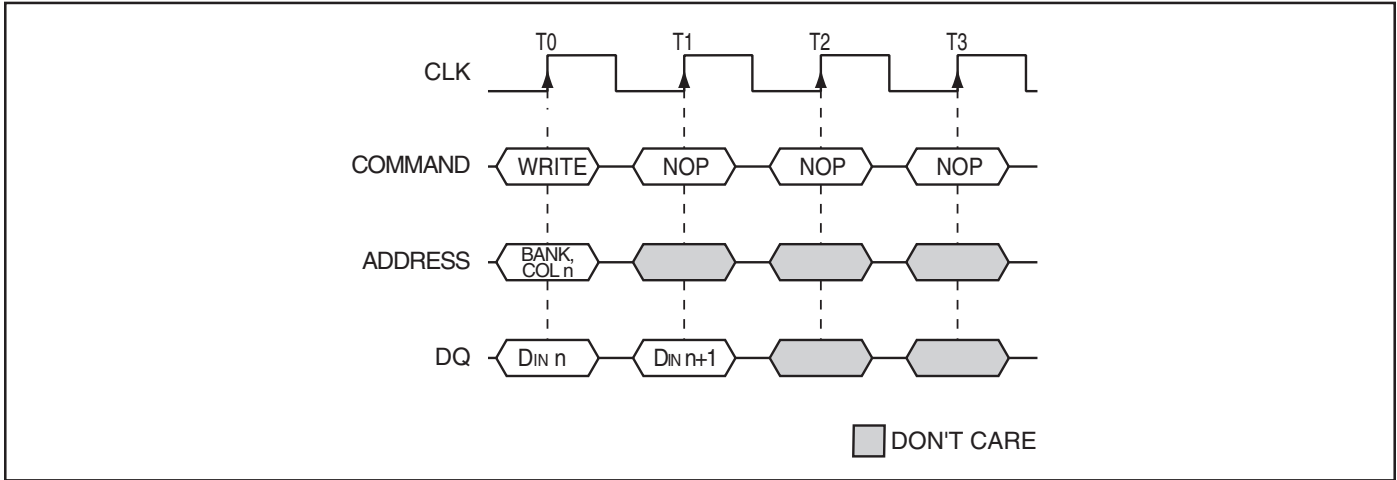 T0 T1 T2 T3
CLK
COMMAND WRITE NOP NOP NOP
ADDRESS BANK,
COL n
DQ DIN n DIN n+1
DON'T CARE